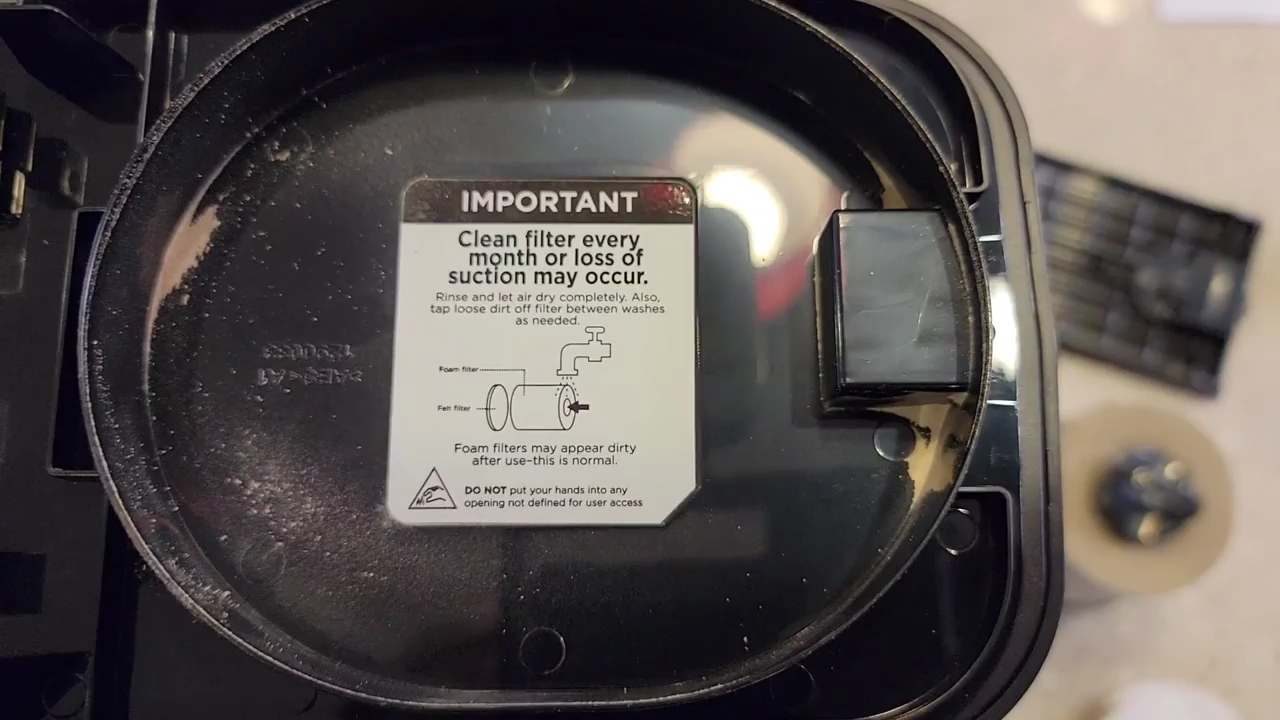 IMPORTANT
Clean filter every
month or loss of
suction may occur.
Rinse and let air dry completely. Also,
tap loose dirt off filter between washes
as needed.
Foam filter
Felt filter
Foam filters may appear dirty
after use–this is normal.
DO NOT put your hands into any
opening not defined for user access